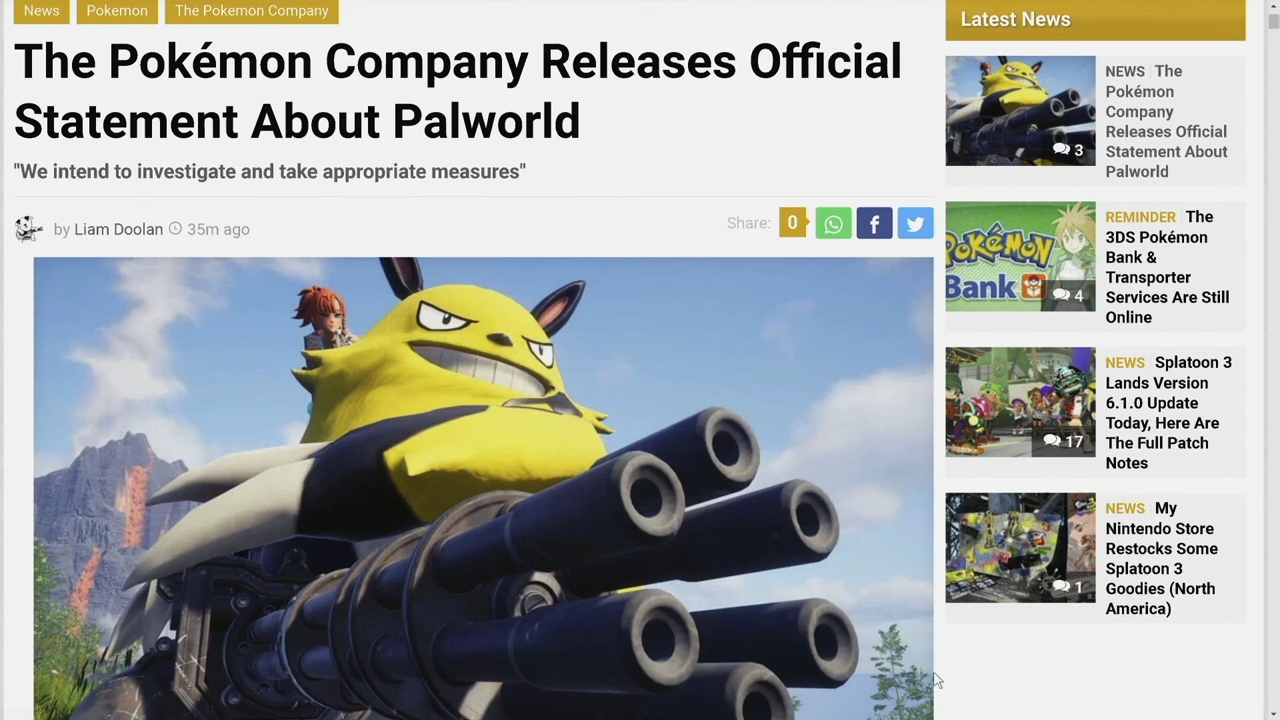 News
Pokemon
The Pokemon Company
The Pokémon Company Releases Official
Statement About Palworld
"We intend to investigate and take appropriate measures"
by Liam Doolan 35m ago
Share: 0
Latest News
3
NEWS The
Pokémon
Company
Releases Official
Statement About
Palworld
POKéMON
Bank
4
REMINDER The
3DS Pokémon
Bank &
Transporter
Services Are Still
Online
17
NEWS Splatoon 3
Lands Version
6.1.0 Update
Today, Here Are
The Full Patch
Notes
1
NEWS My
Nintendo Store
Restocks Some
Splatoon 3
Goodies (North
America)